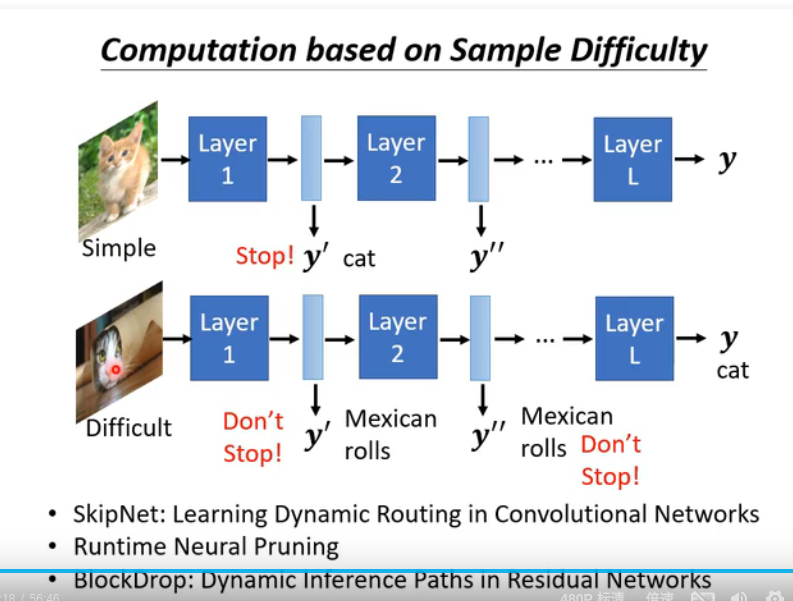 Computation based on Sample Difficulty
Layer 1
Layer 2
...
Layer L
y
Simple
Stop! y′ cat
y′′
Layer 1
Layer 2
...
Layer L
y
cat
Difficult
Don't Stop!
y′
Mexican rolls
y′′
Mexican rolls
Don't Stop!
• SkipNet: Learning Dynamic Routing in Convolutional Networks
• Runtime Neural Pruning
• BlockDrop: Dynamic Inference Paths in Residual Networks
:18 / 56:46
480P 标清
倍速